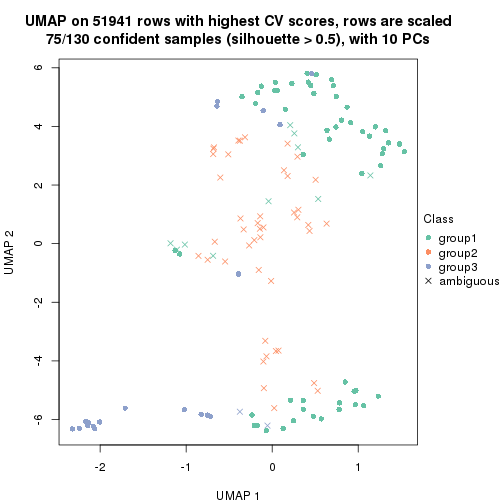 UMAP on 51941 rows with highest CV scores, rows are scaled
75/130 confident samples (silhouette > 0.5), with 10 PCs
6
4
2
0
-2
-4
-6
UMAP 2
-2
-1
0
1
UMAP 1
Class
group1
group2
group3
ambiguous